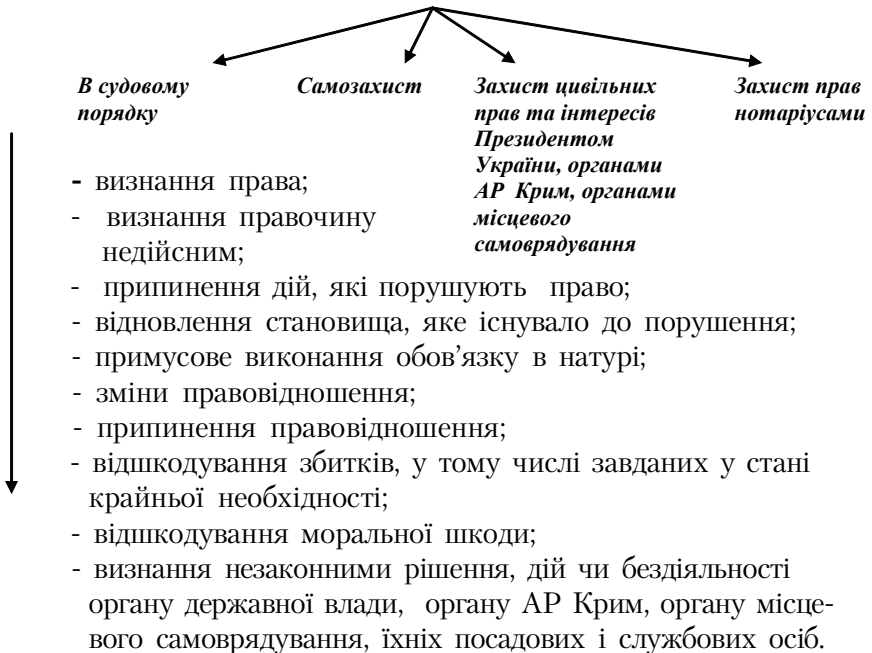 В судовому
порядку
Самозахист
Захист цивільних
прав та інтересів
Президентом
України, органами
АР Крим, органами
місцевого
самоврядування
Захист прав
нотаріусами
- визнання права;
- визнання правочину
недійсним;
- припинення дій, які порушують право;
- відновлення становища, яке існувало до порушення;
- примусове виконання обов’язку в натурі;
- зміни правовідношення;
- припинення правовідношення;
- відшкодування збитків, у тому числі завданих у стані
крайньої необхідності;
- відшкодування моральної шкоди;
- визнання незаконними рішення, дій чи бездіяльності
органу державної влади, органу АР Крим, органу місце-
вого самоврядування, їхніх посадових і службових осіб.